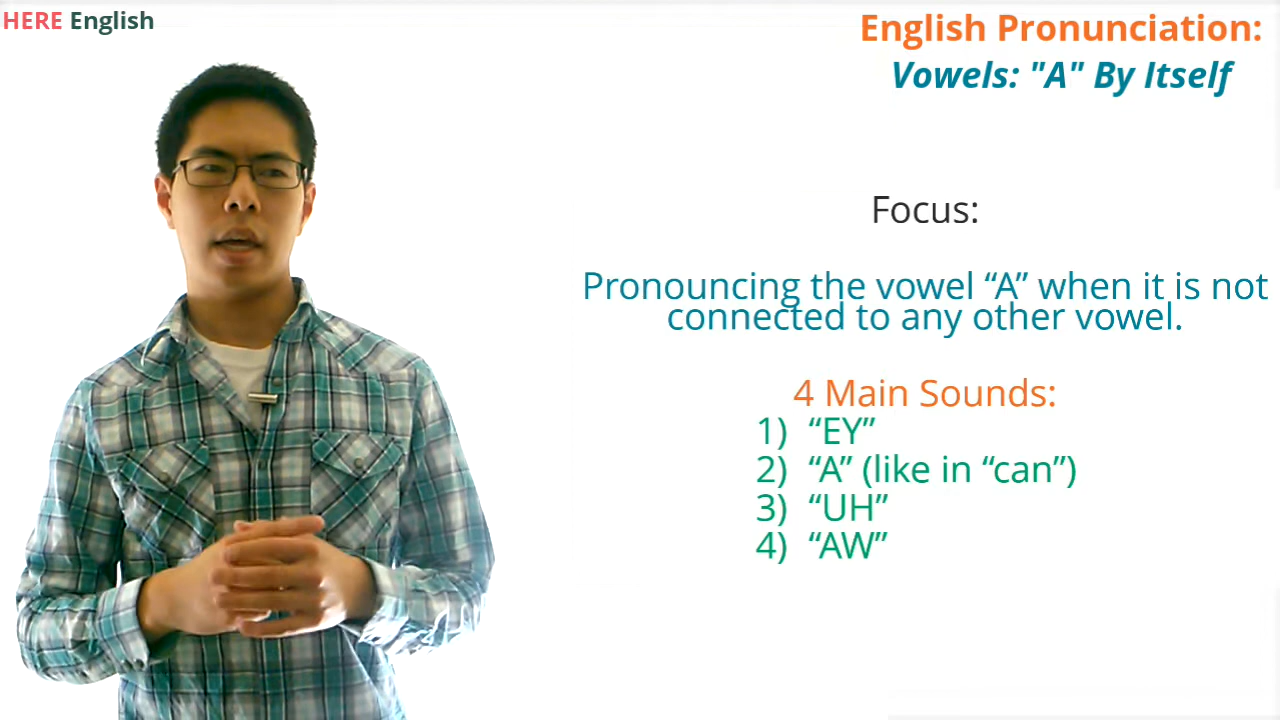 HERE English
English Pronunciation:
Vowels: "A" By Itself
Focus:
Pronouncing the vowel “A” when it is not
connected to any other vowel.
4 Main Sounds:
1) “EY”
2) “A” (like in “can”)
3) “UH”
4) “AW”